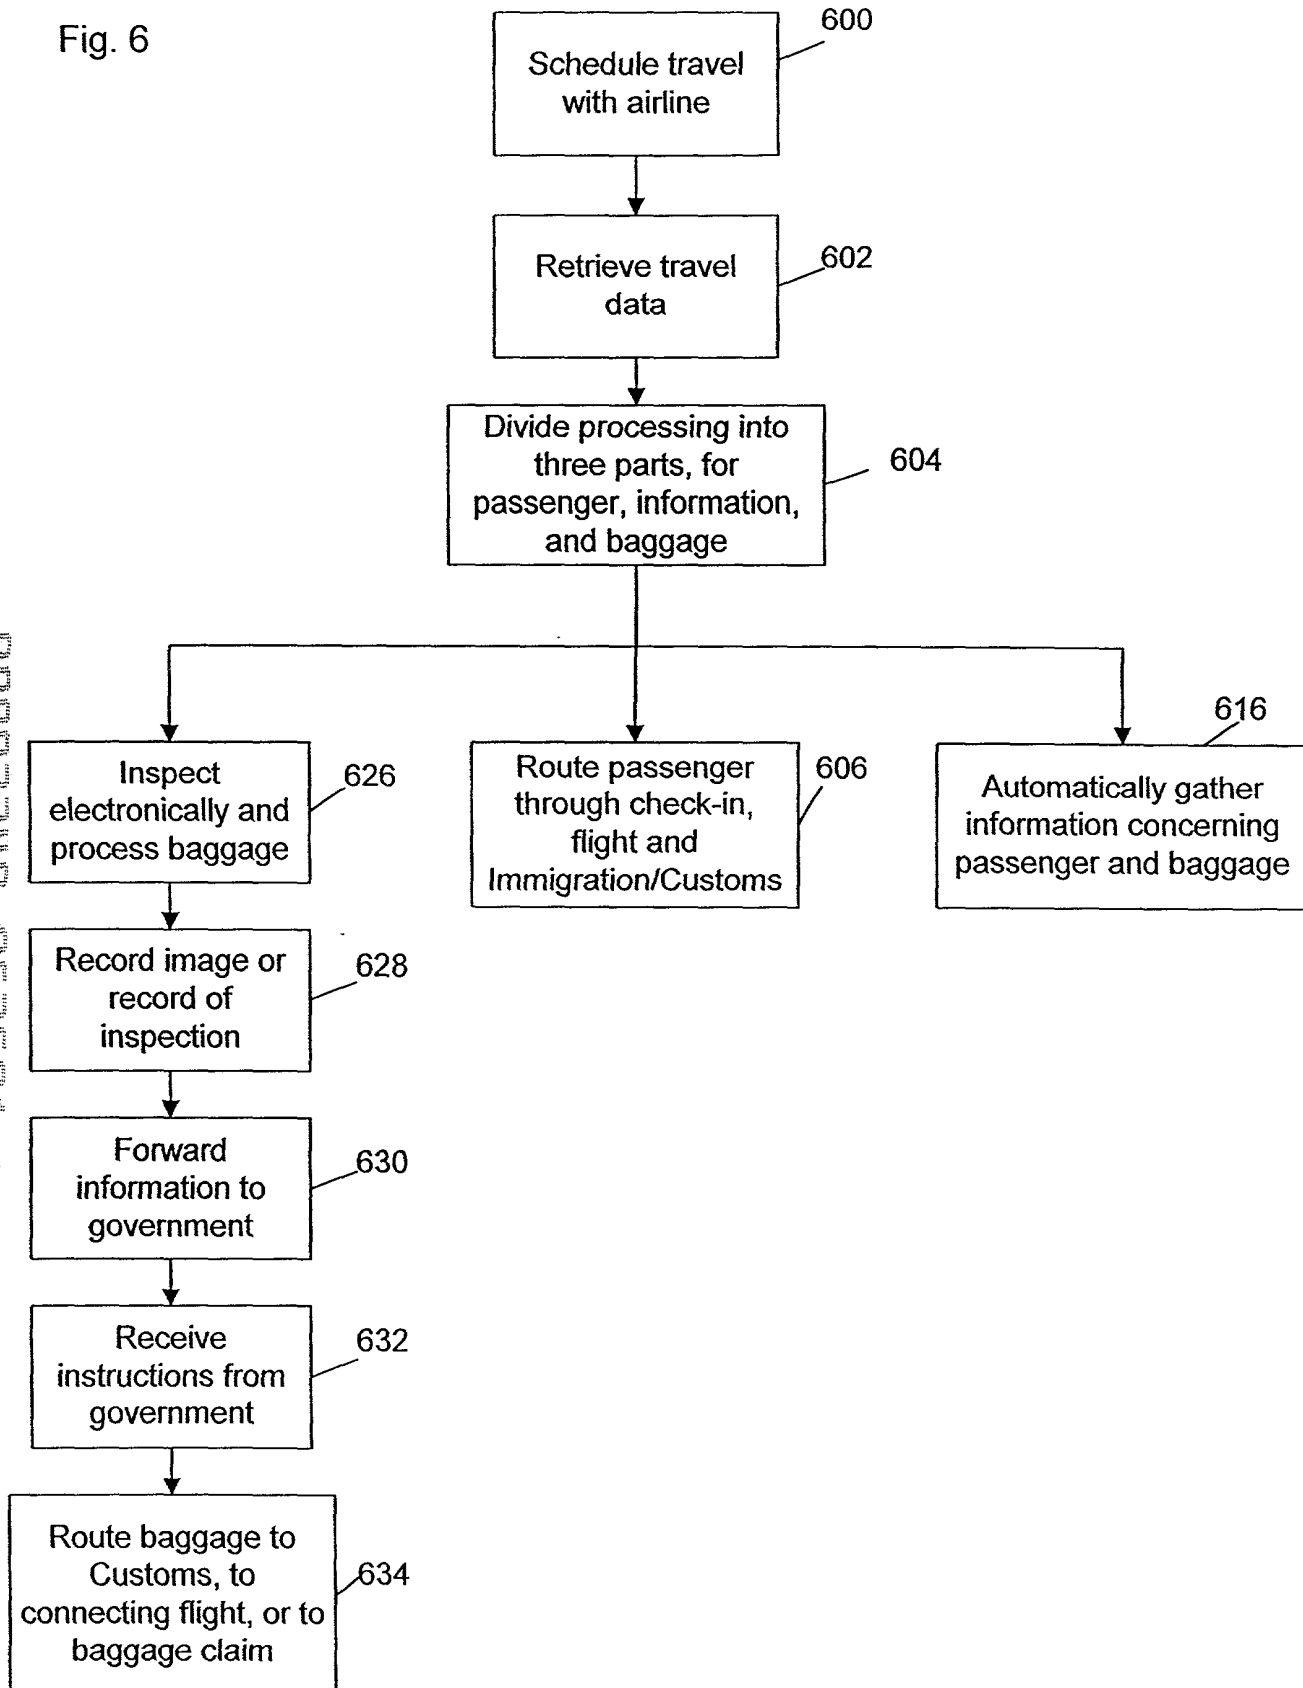 Fig. 6
600
Schedule travel
with airline
602
Retrieve travel
data
604
Divide processing into
three parts, for
passenger, information,
and baggage
626
Inspect
electronically and
process baggage
606
Route passenger
through check-in,
flight and
Immigration/Customs
616
Automatically gather
information concerning
passenger and baggage
628
Record image or
record of
inspection
630
Forward
information to
government
632
Receive
instructions from
government
634
Route baggage to
Customs, to
connecting flight, or to
baggage claim